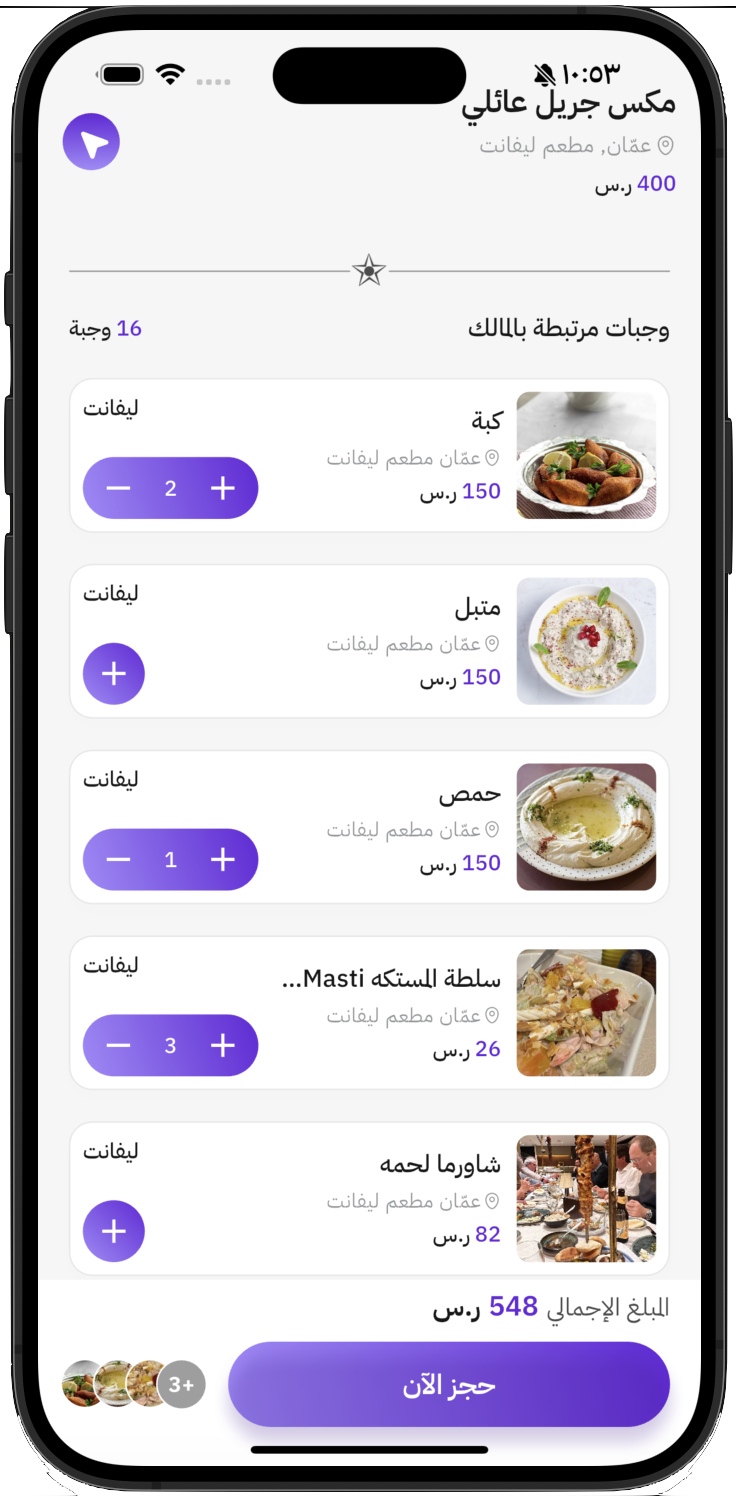 ١٠:٥٣
مكس جريل عائلي
عمّان, مطعم ليفانت
400 ر.س
وجبات مرتبطة بالمالك
16 وجبة
كبة
ليفانت
عمّان مطعم ليفانت
150 ر.س
2
متبل
ليفانت
عمّان مطعم ليفانت
150 ر.س
حمص
ليفانت
عمّان مطعم ليفانت
150 ر.س
1
سلطة المستكه Masti...
ليفانت
عمّان مطعم ليفانت
26 ر.س
3
شاورما لحمه
ليفانت
عمّان مطعم ليفانت
82 ر.س
المبلغ الإجمالي 548 ر.س
حجز الآن
3+